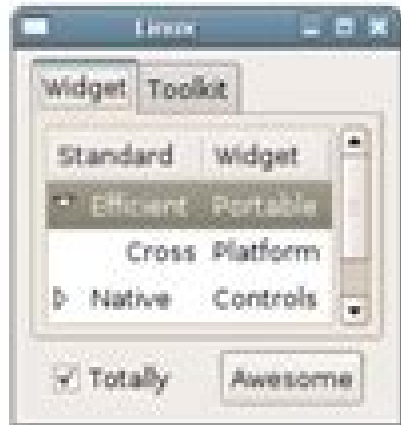 Linux
Widget Toolkit
Standard Widget
Efficient Portable
Cross Platform
Native Controls
Totally Awesome